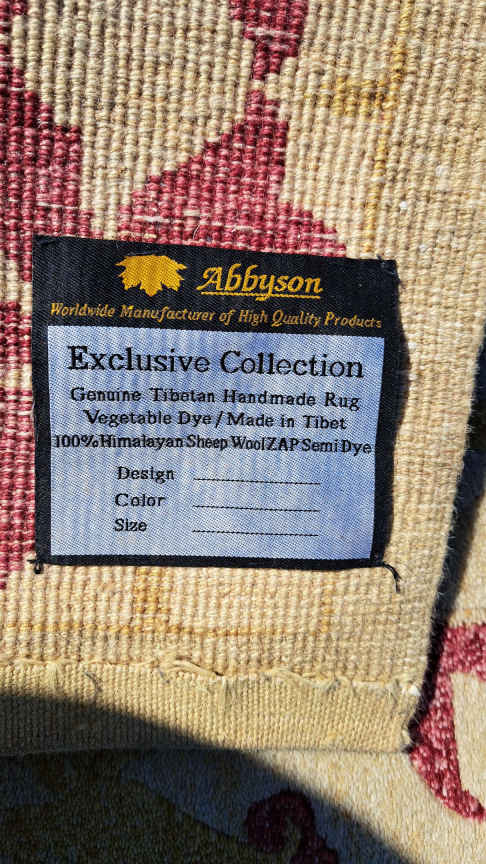 Abbyson
Worldwide Manufacturer of High Quality Products
Exclusive Collection
Genuine Tibetan Handmade Rug
Vegetable Dye / Made in Tibet
100% Himalayan Sheep Wool ZAP Semi Dye
Design
Color
Size